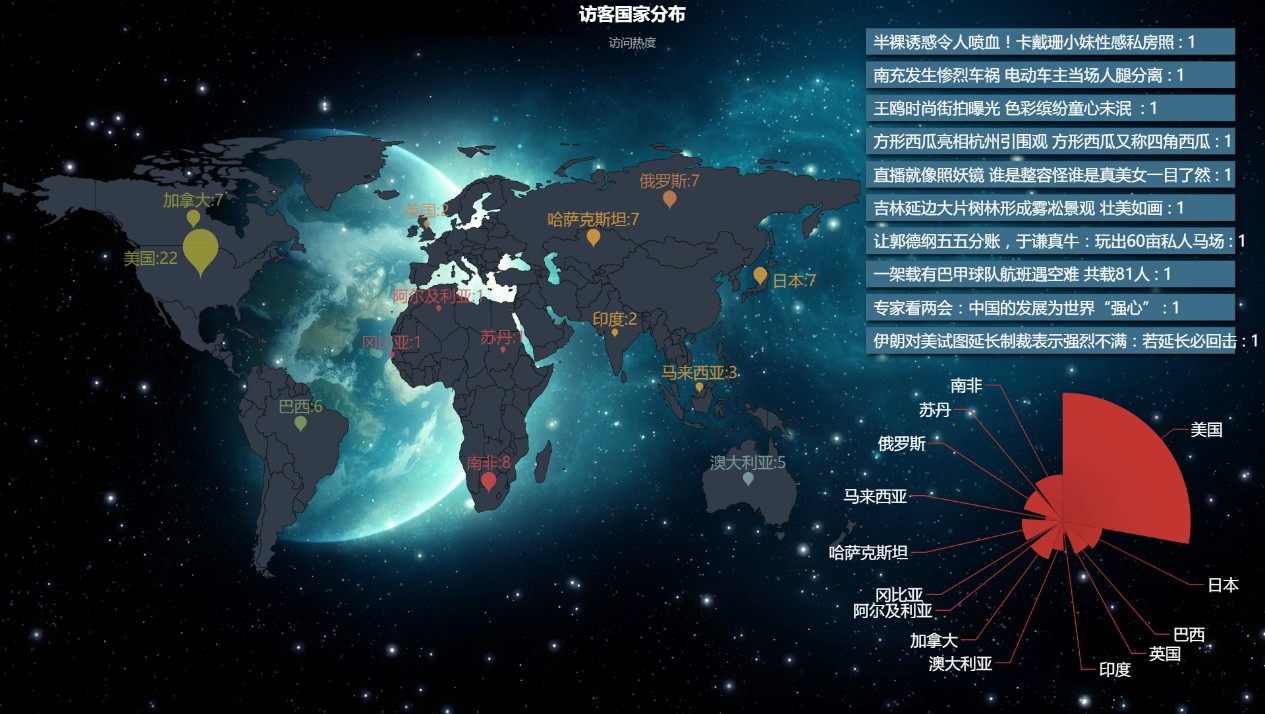 访客国家分布
访问热度
半裸诱惑令人喷血！卡戴珊小妹性感私房照 : 1
南充发生惨烈车祸 电动车主当场人腿分离 : 1
王鸥时尚街拍曝光 色彩缤纷童心未泯 : 1
方形西瓜亮相杭州引围观 方形西瓜又称四角西瓜 : 1
直播就像照妖镜 谁是整容怪谁是真美女一目了然 : 1
吉林延边大片树林形成雾凇景观 壮美如画 : 1
让郭德纲五五分账，于谦真牛：玩出60亩私人马场 : 1
一架载有巴甲球队航班遇空难 共载81人 : 1
专家看两会：中国的发展为世界“强心” : 1
伊朗对美试图延长制裁表示强烈不满：若延长必回击 : 1
俄罗斯:7
加拿大:7
英国:2
哈萨克斯坦:7
美国:22
日本:7
阿尔及利亚:1
印度:2
苏丹:1
冈比亚:1
马来西亚:3
巴西:6
南非:8
澳大利亚:5
南非
苏丹
美国
俄罗斯
马来西亚
哈萨克斯坦
日本
冈比亚
阿尔及利亚
巴西
加拿大
英国
澳大利亚
印度